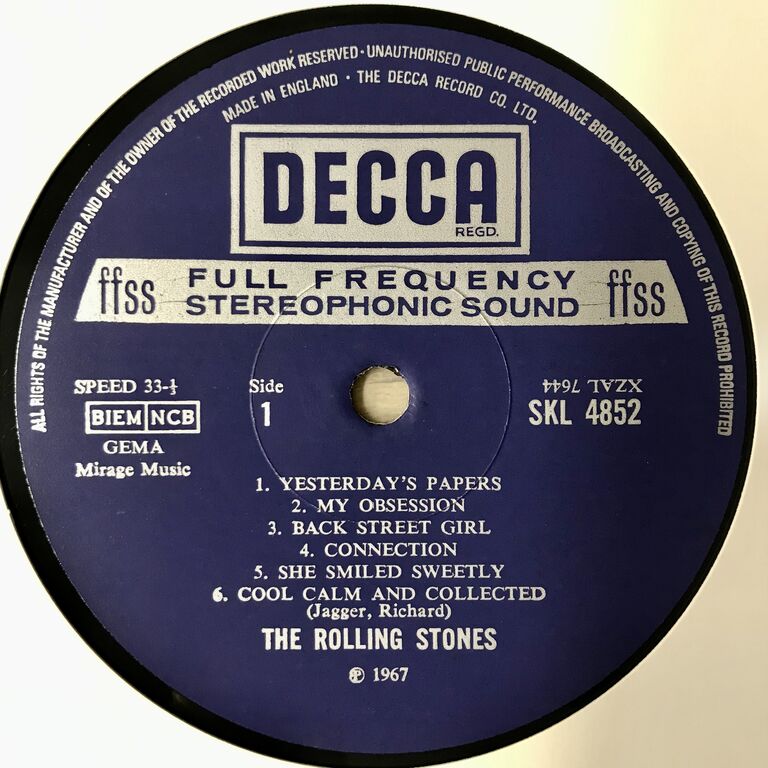 ALL RIGHTS OF THE MANUFACTURER AND OF THE OWNER OF THE RECORDED WORK RESERVED · UNAUTHORISED PUBLIC PERFORMANCE BROADCASTING AND COPYING OF THIS RECORD PROHIBITED
MADE IN ENGLAND · THE DECCA RECORD CO. LTD.
DECCA
REGD.
ffss FULL FREQUENCY ffss
STEREOPHONIC SOUND
SPEED 33-⅓
BIEM NCB
GEMA
Mirage Music
Side
1
XZAL 7644
SKL 4852
1. YESTERDAY'S PAPERS
2. MY OBSESSION
3. BACK STREET GIRL
4. CONNECTION
5. SHE SMILED SWEETLY
6. COOL CALM AND COLLECTED
(Jagger, Richard)
THE ROLLING STONES
℗ 1967